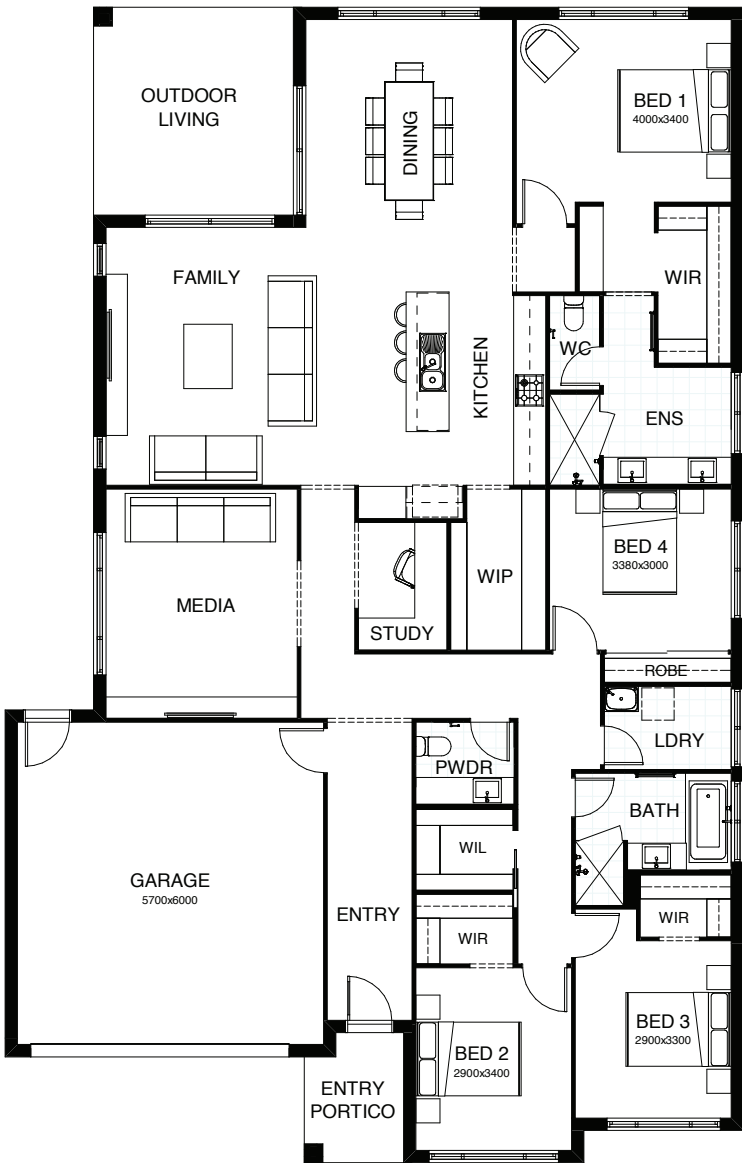 OUTDOOR
LIVING
DINING
BED 1
4000x3400
FAMILY
WIR
KITCHEN
WC
ENS
MEDIA
STUDY
WIP
BED 4
3380x3000
ROBE
LDRY
PWDR
BATH
WIL
GARAGE
5700x6000
ENTRY
WIR
WIR
BED 2
2900x3400
BED 3
2900x3300
ENTRY
PORTICO